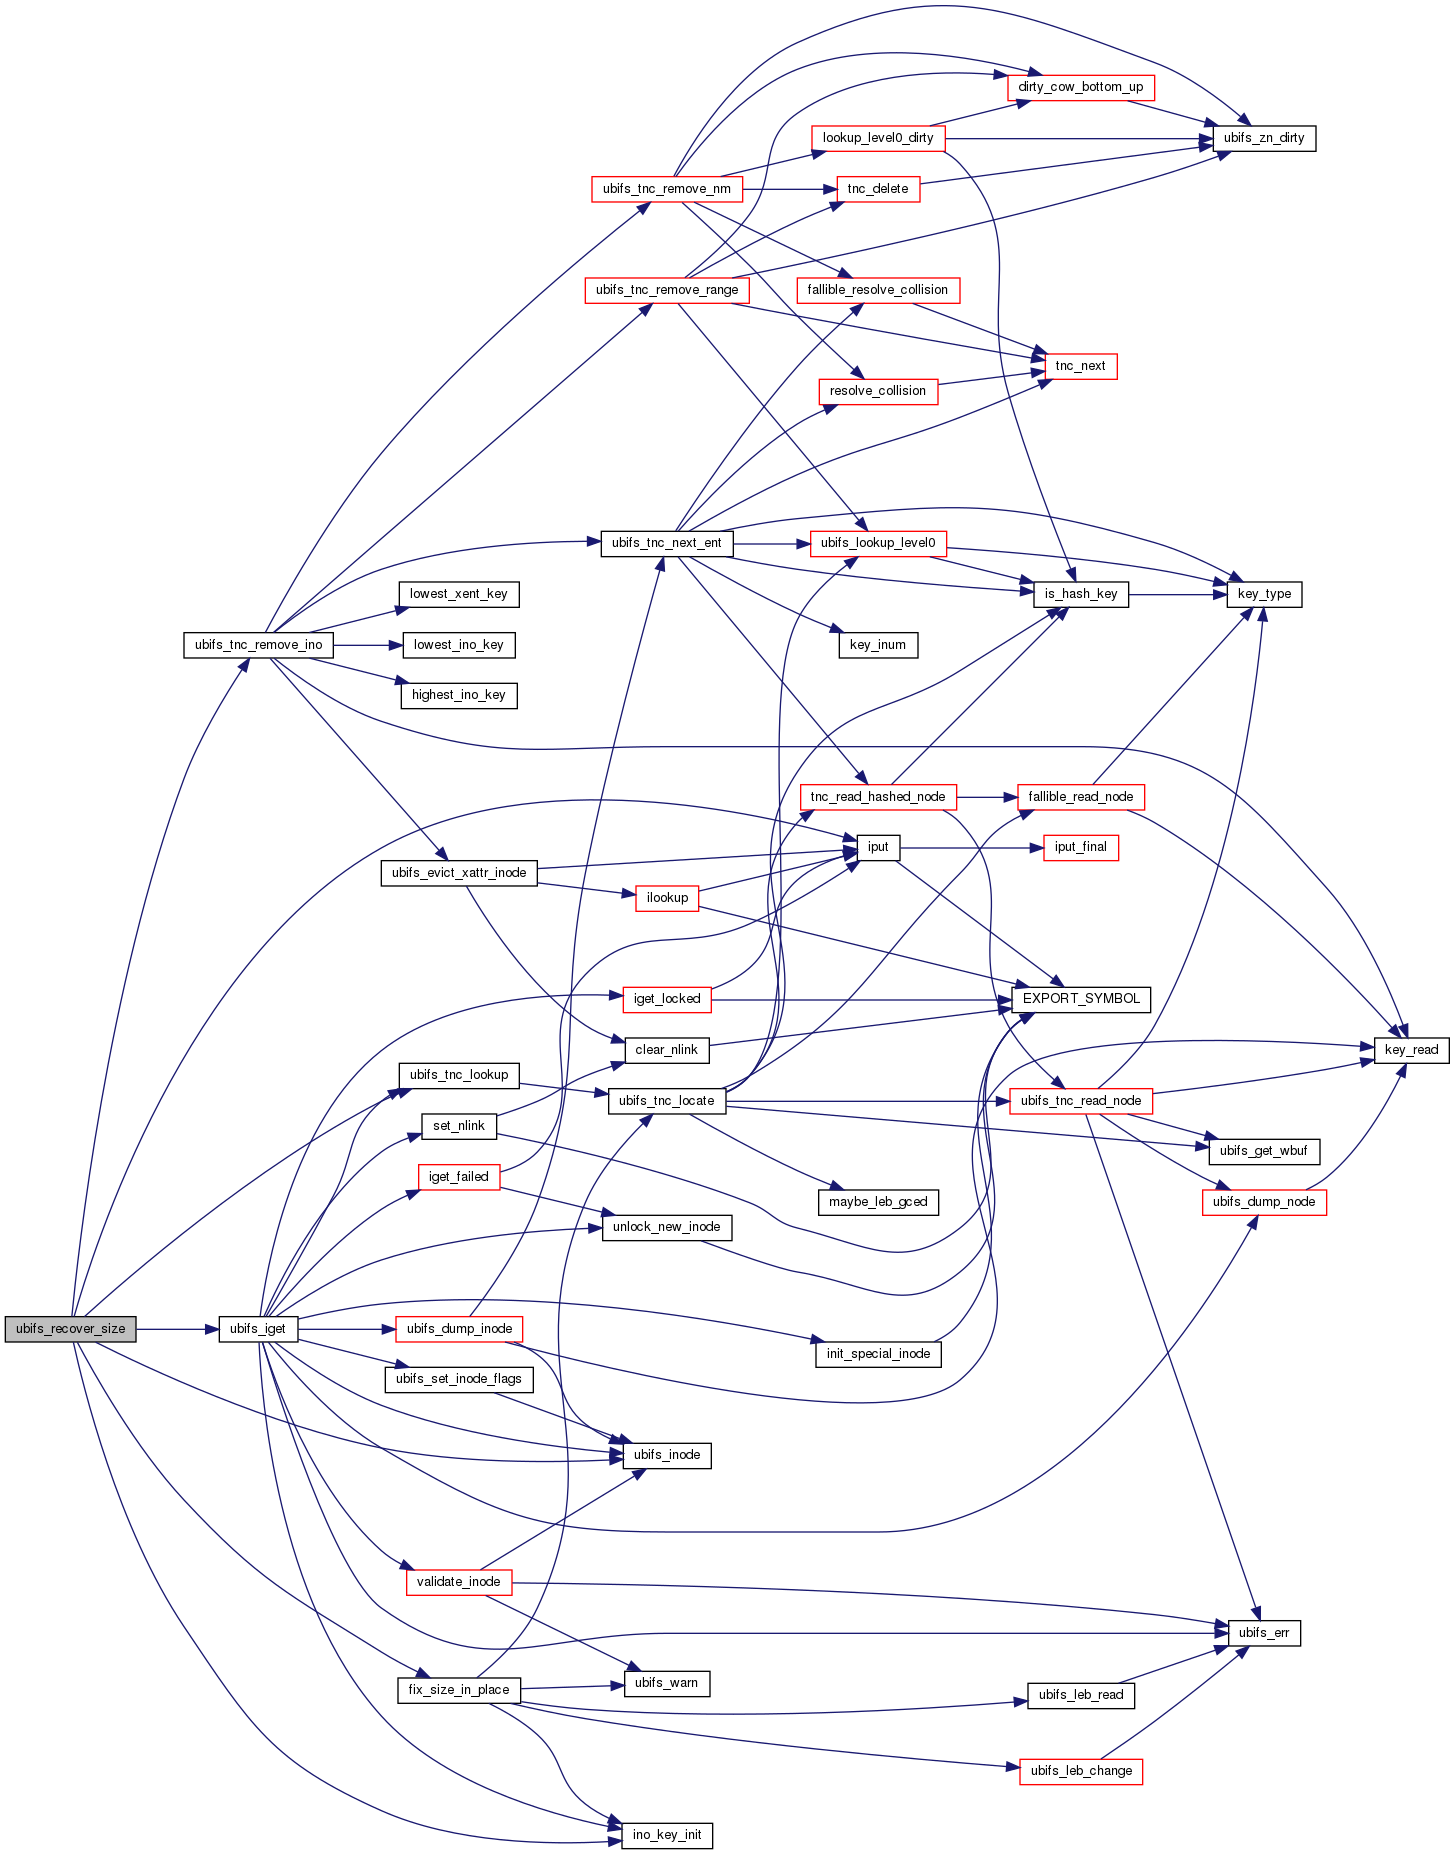 dirty_cow_bottom_up
lookup_level0_dirty
ubifs_zn_dirty
ubifs_tnc_remove_nm
tnc_delete
ubifs_tnc_remove_range
fallible_resolve_collision
tnc_next
resolve_collision
ubifs_tnc_next_ent
ubifs_lookup_level0
lowest_xent_key
is_hash_key
key_type
ubifs_tnc_remove_ino
lowest_ino_key
key_inum
highest_ino_key
tnc_read_hashed_node
fallible_read_node
iput
iput_final
ubifs_evict_xattr_inode
ilookup
iget_locked
EXPORT_SYMBOL
clear_nlink
key_read
ubifs_tnc_lookup
ubifs_tnc_locate
ubifs_tnc_read_node
set_nlink
ubifs_get_wbuf
iget_failed
maybe_leb_gced
ubifs_dump_node
unlock_new_inode
ubifs_recover_size
ubifs_iget
ubifs_dump_inode
init_special_inode
ubifs_set_inode_flags
ubifs_inode
validate_inode
ubifs_err
fix_size_in_place
ubifs_warn
ubifs_leb_read
ubifs_leb_change
ino_key_init